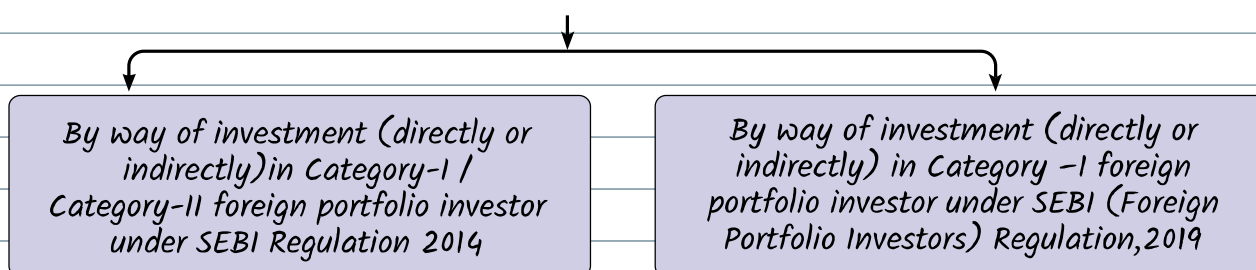 By way of investment (directly or
indirectly)in Category-I /
Category-II foreign portfolio investor
under SEBI Regulation 2014
By way of investment (directly or
indirectly) in Category –I foreign
portfolio investor under SEBI (Foreign
Portfolio Investors) Regulation,2019